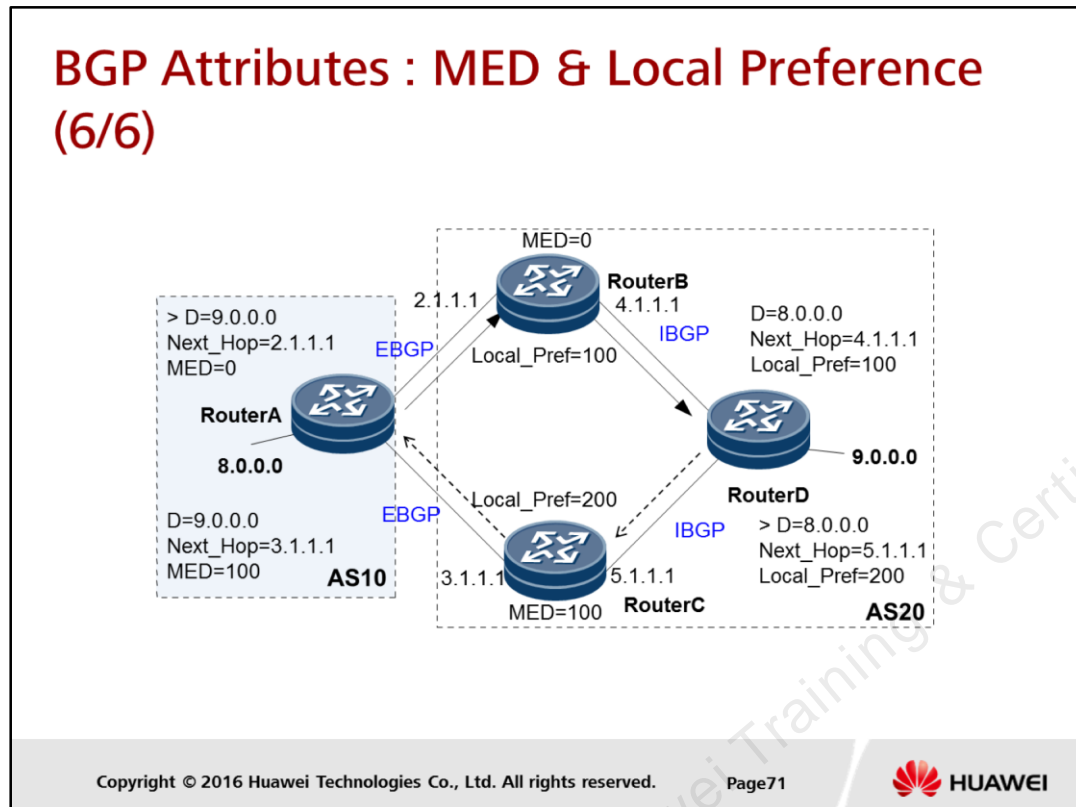 BGP Attributes : MED & Local Preference
(6/6)
MED=0
RouterB
2.1.1.1
4.1.1.1
> D=9.0.0.0
Next_Hop=2.1.1.1
MED=0
EBGP
Local_Pref=100
IBGP
D=8.0.0.0
Next_Hop=4.1.1.1
Local_Pref=100
RouterA
8.0.0.0
9.0.0.0
RouterD
Local_Pref=200
D=9.0.0.0
Next_Hop=3.1.1.1
MED=100
EBGP
IBGP
> D=8.0.0.0
Next_Hop=5.1.1.1
Local_Pref=200
AS10
3.1.1.1
5.1.1.1
RouterC
MED=100
AS20
Training & Certi
Copyright © 2016 Huawei Technologies Co., Ltd. All rights reserved.
Page71
HUAWEI